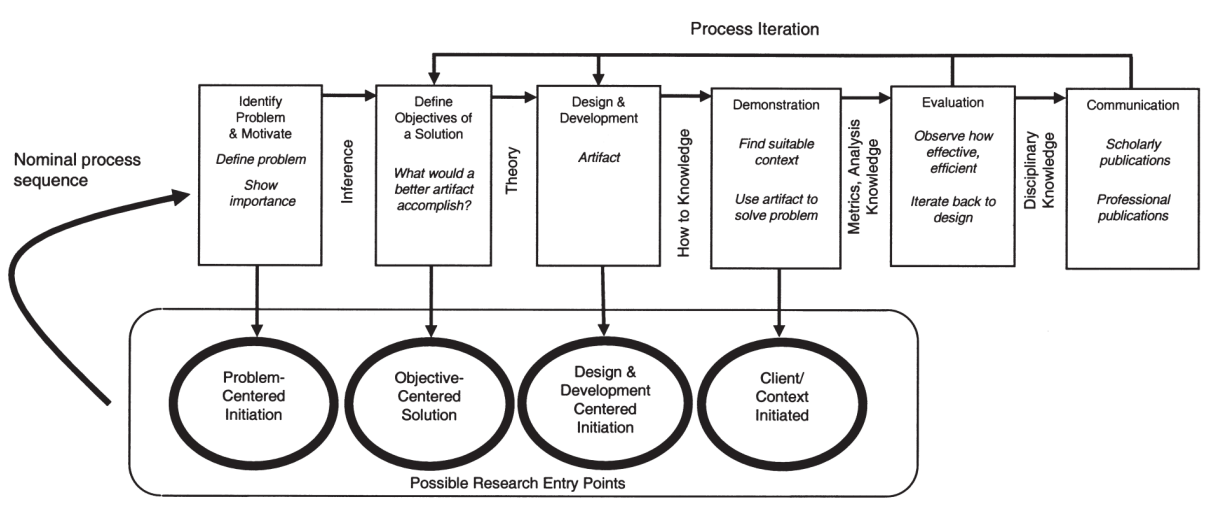 Process Iteration
Nominal process
sequence
Identify
Problem
& Motivate
Define problem
Show
importance
Inference
Define
Objectives of
a Solution
What would a
better artifact
accomplish?
Theory
Design &
Development
Artifact
How to Knowledge
Demonstration
Find suitable
context
Use artifact to
solve problem
Metrics, Analysis
Knowledge
Evaluation
Observe how
effective,
efficient
Iterate back to
design
Disciplinary
Knowledge
Communication
Scholarly
publications
Professional
publications
Problem-
Centered
Initiation
Objective-
Centered
Solution
Design &
Development
Centered
Initiation
Client/
Context
Initiated
Possible Research Entry Points